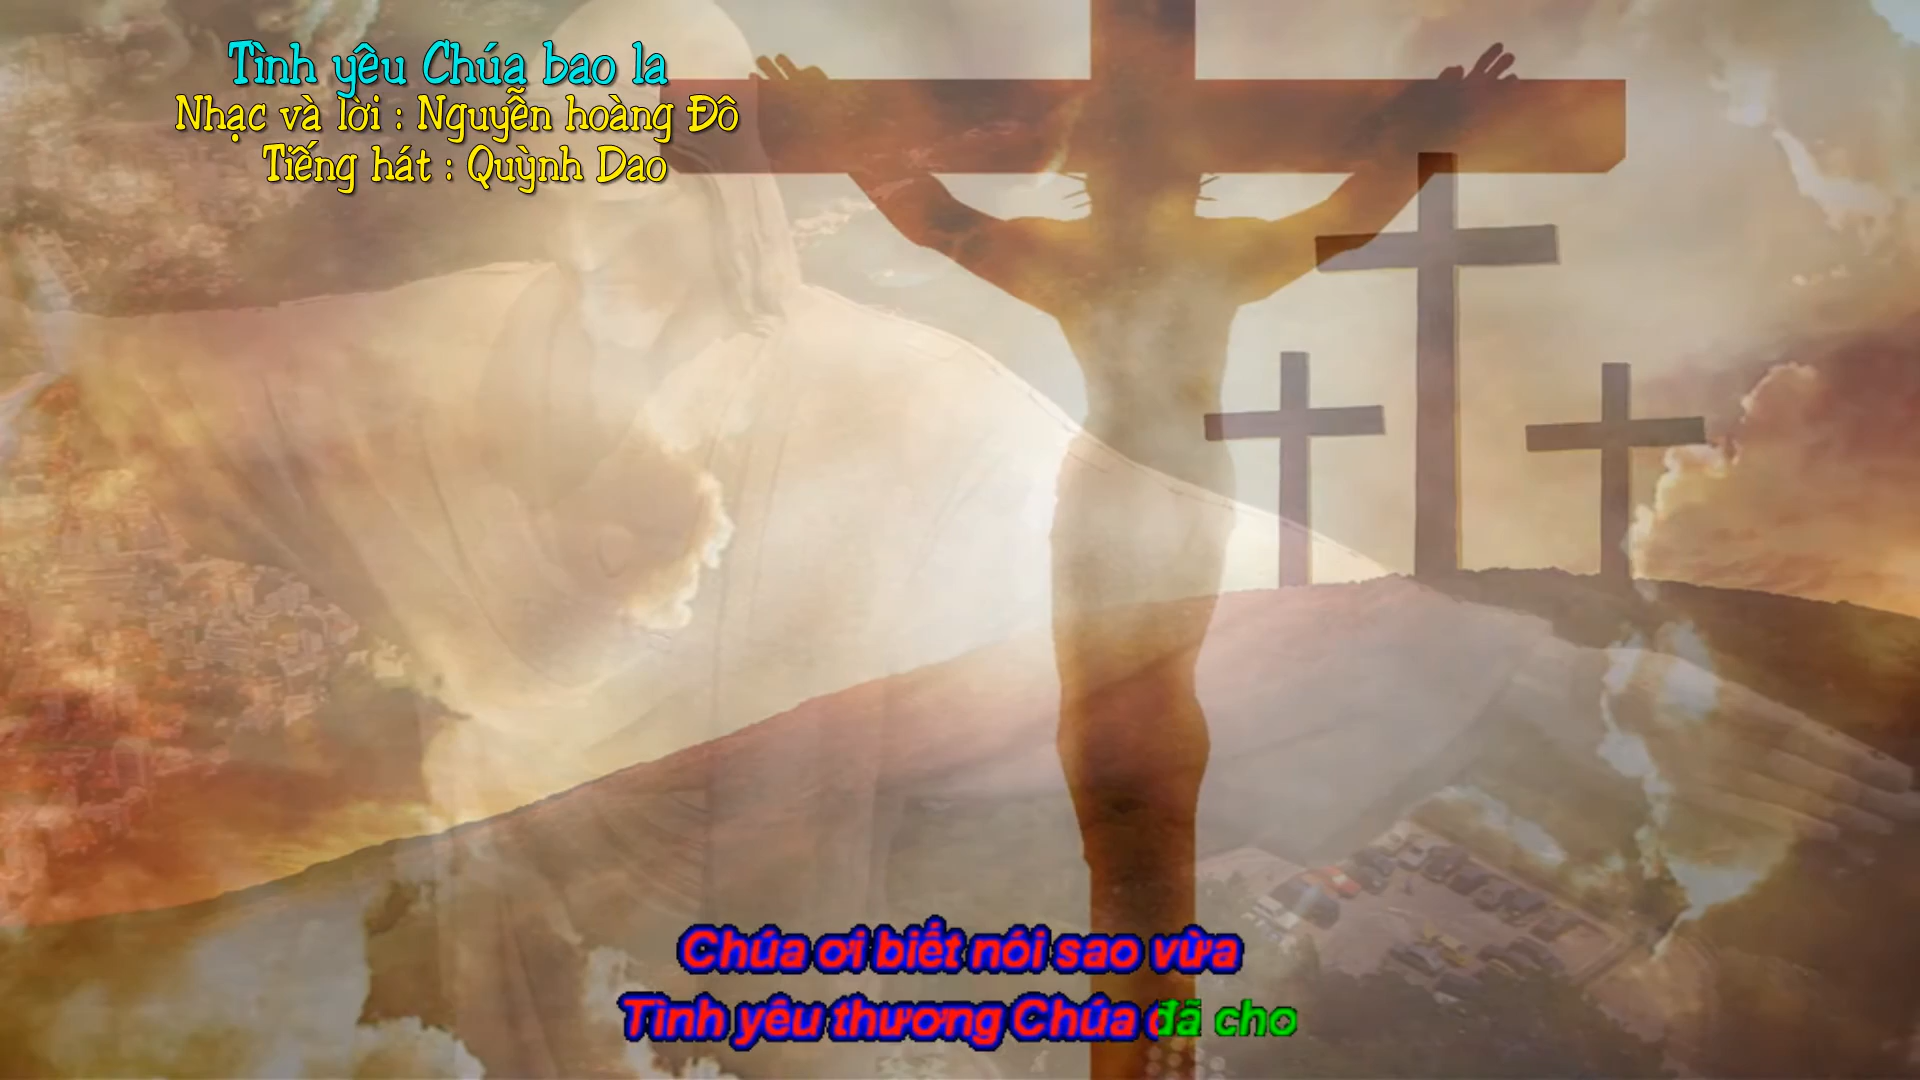 Tình yêu Chúa bao la
Nhạc và lời : Nguyễn hoàng Đô
Tiếng hát : Quỳnh Dao
Chúa ơi biết nói sao vừa
Tình yêu thương Chúa đã cho